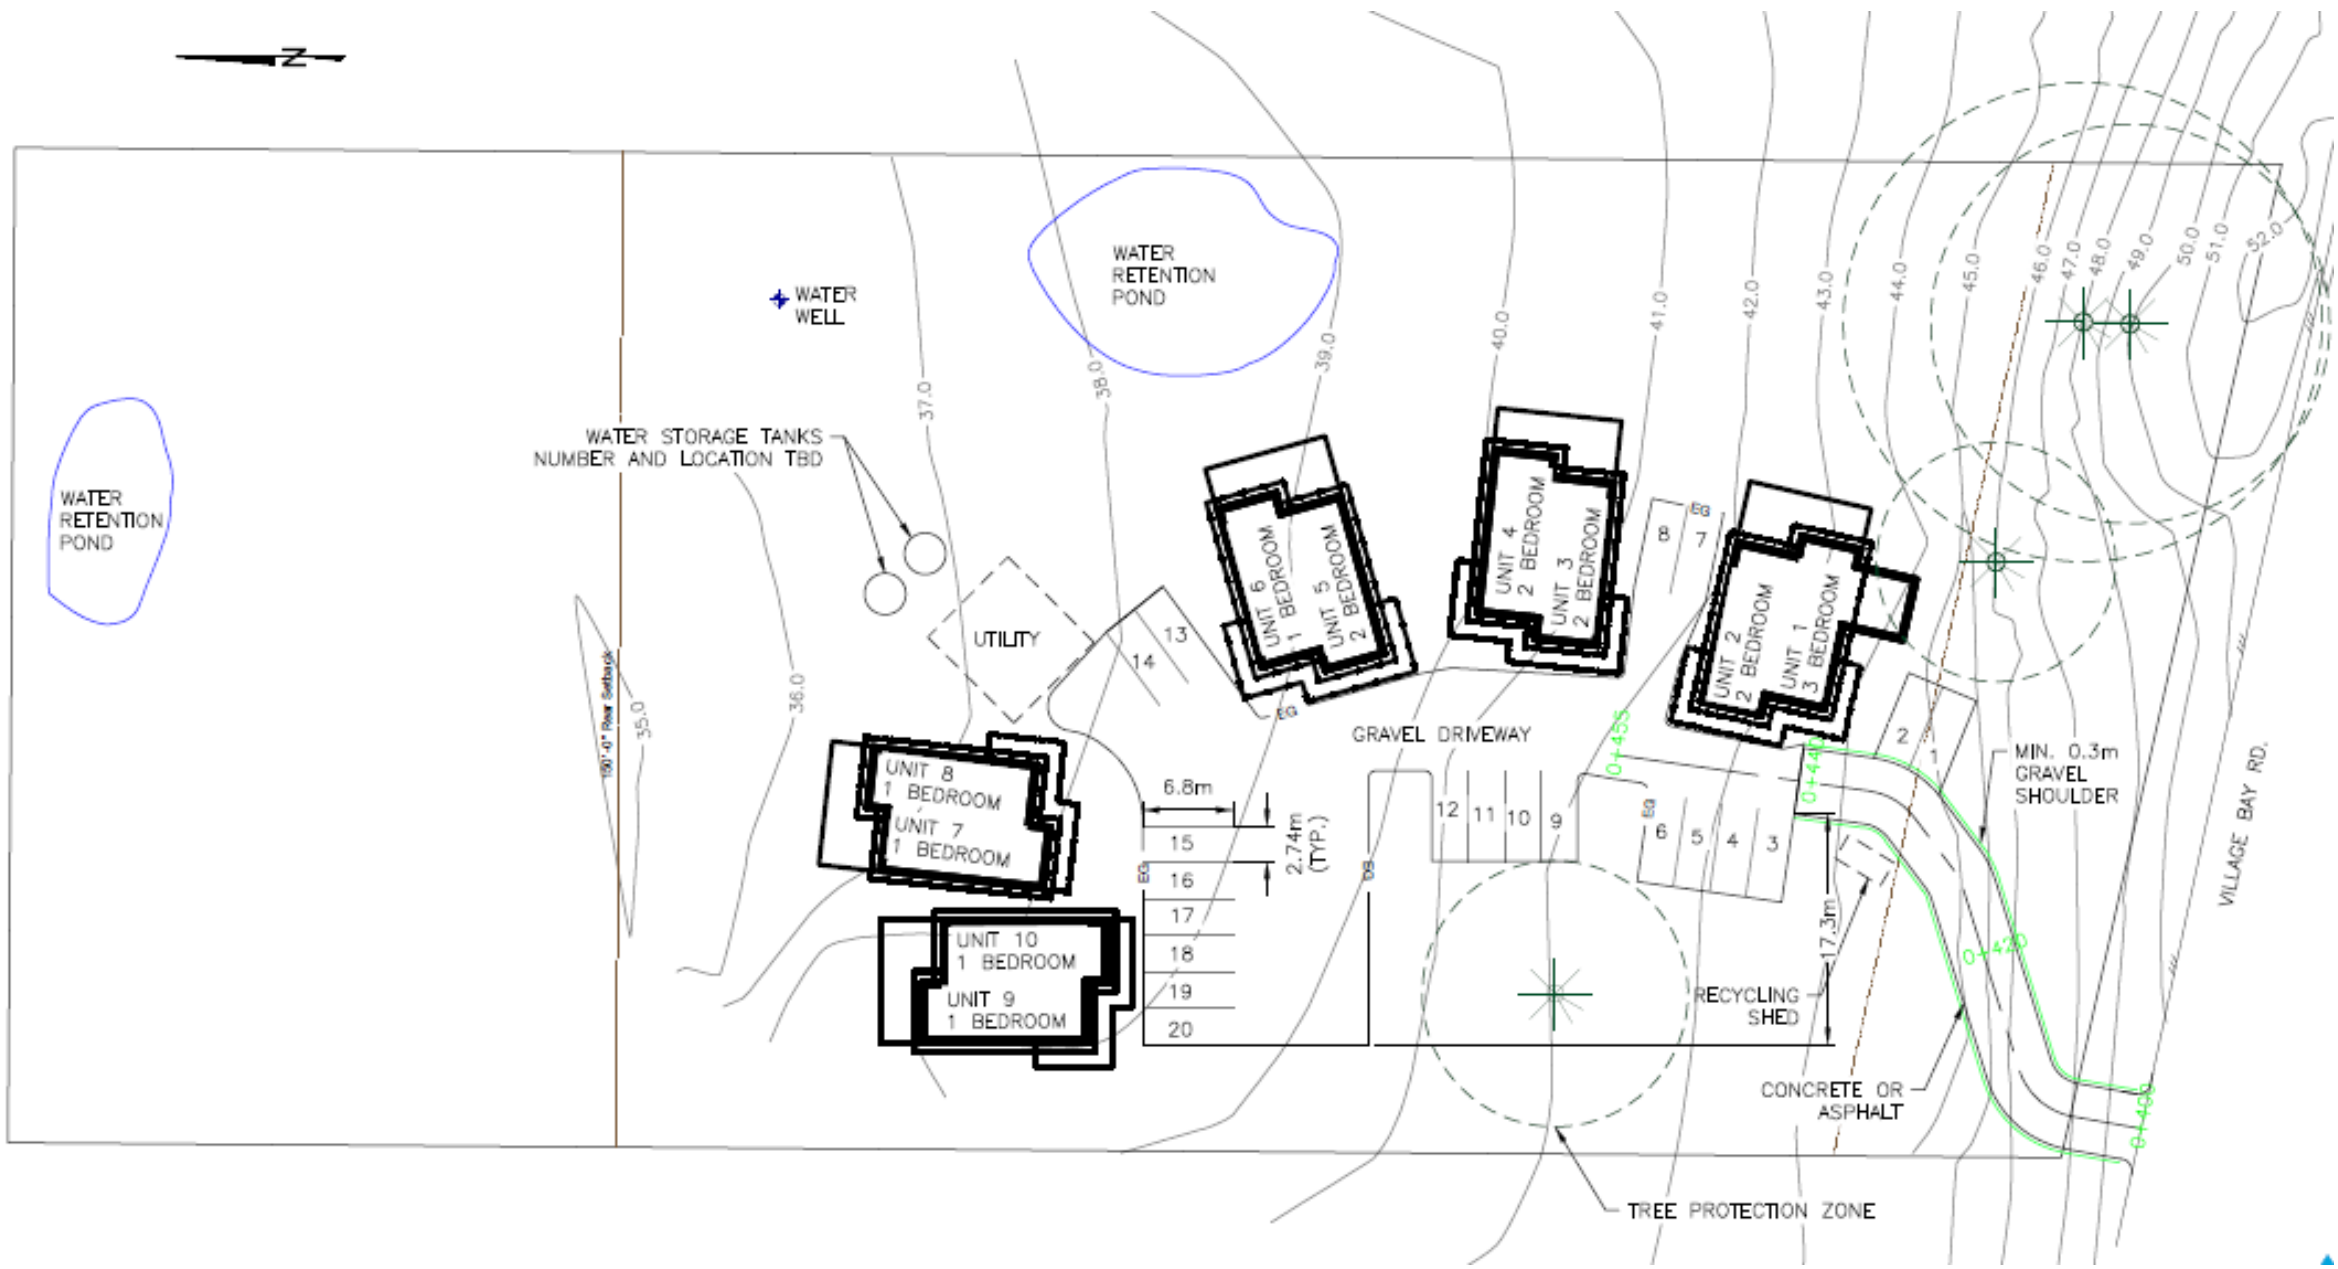 N
WATER
RETENTION
POND
WATER
WELL
WATER STORAGE TANKS
NUMBER AND LOCATION TBD
WATER
RETENTION
POND
150'-0" Rear Setback
35.0
36.0
37.0
38.0
39.0
40.0
41.0
42.0
43.0
44.0
45.0
46.0
47.0
48.0
49.0
50.0
51.0
52.0
UTILITY
13
14
EG
UNIT 6
1 BEDROOM
UNIT 5
2 BEDROOM
UNIT 4
2 BEDROOM
UNIT 3
2 BEDROOM
8
7
EG
UNIT 2
2 BEDROOM
UNIT 1
3 BEDROOM
2
1
GRAVEL DRIVEWAY
0+455
0+440
MIN. 0.3m
GRAVEL
SHOULDER
VILLAGE BAY RD.
UNIT 8
1 BEDROOM
UNIT 7
1 BEDROOM
6.8m
2.74m
(TYP.)
15
16
17
18
19
20
EG
12
11
10
9
EG
6
5
4
3
17.3m
0+420
UNIT 10
1 BEDROOM
UNIT 9
1 BEDROOM
RECYCLING
SHED
CONCRETE OR
ASPHALT
0+400
TREE PROTECTION ZONE